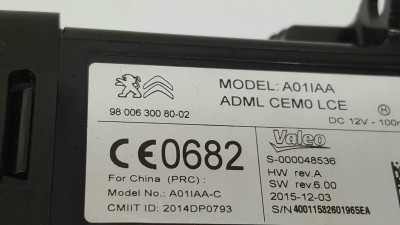 MODEL: A01IAA
98 006 300 80-02
ADML CEM0 LCE
H
DC 12V - 100m
CE0682
Valeo
S-000048536
For China (PRC) :
HW rev.A
Model No.: A01IAA-C
SW rev.6.00
CMIIT ID: 2014DP0793
2015-12-03
S/N 40011582601965EA